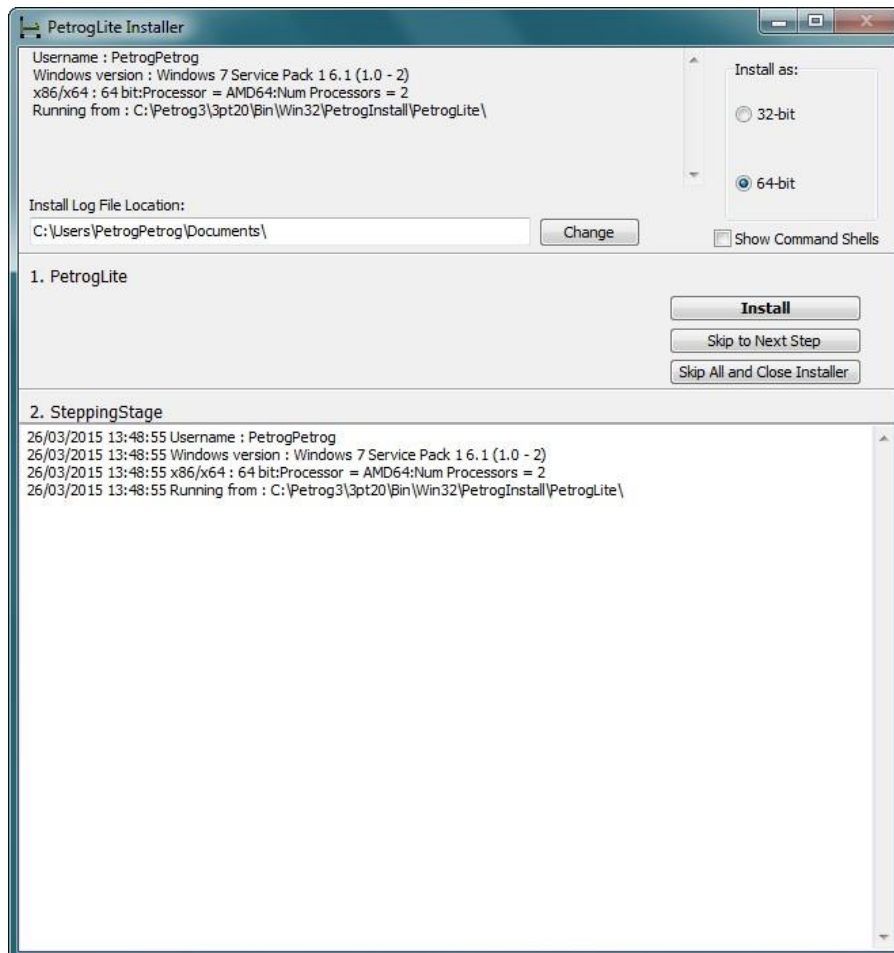 PetrogLite Installer
Username : PetrogPetrog
Windows version : Windows 7 Service Pack 1 6.1 (1.0 - 2)
x86/x64 : 64 bit:Processor = AMD64:Num Processors = 2
Running from : C:\Petrog3\3pt20\Bin\Win32\PetrogInstall\PetrogLite\
Install as:
32-bit
64-bit
Install Log File Location:
C:\Users\PetrogPetrog\Documents\
Change
Show Command Shells
1. PetrogLite
Install
Skip to Next Step
Skip All and Close Installer
2. SteppingStage
26/03/2015 13:48:55 Username : PetrogPetrog
26/03/2015 13:48:55 Windows version : Windows 7 Service Pack 1 6.1 (1.0 - 2)
26/03/2015 13:48:55 x86/x64 : 64 bit:Processor = AMD64:Num Processors = 2
26/03/2015 13:48:55 Running from : C:\Petrog3\3pt20\Bin\Win32\PetrogInstall\PetrogLite\